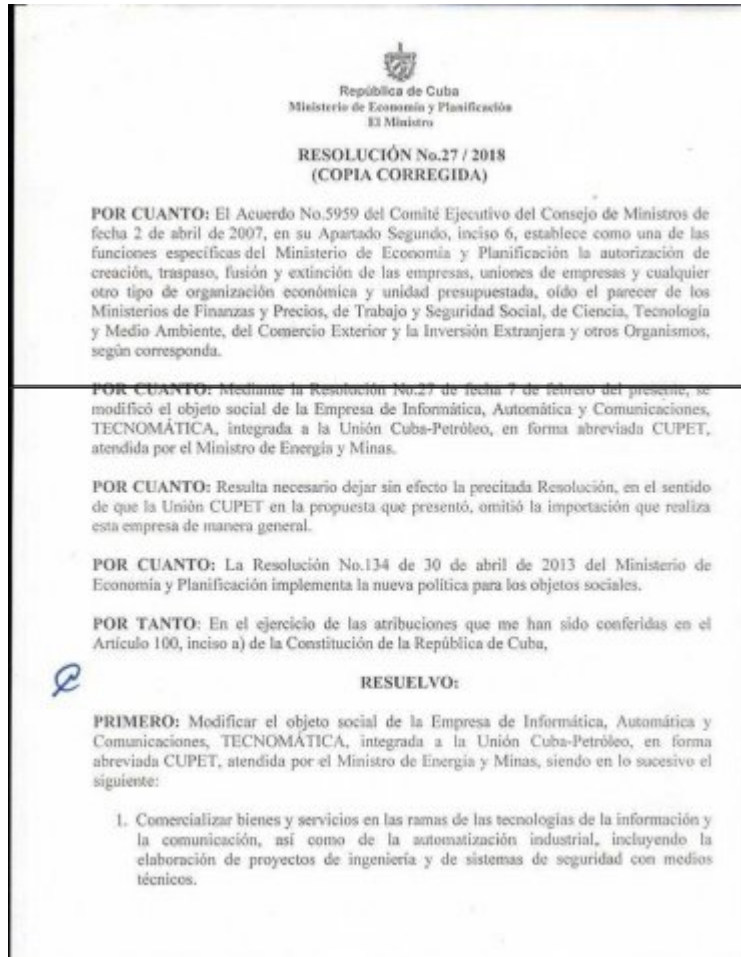 República de Cuba
Ministerio de Economía y Planificación
El Ministro
RESOLUCIÓN No.27 / 2018
(COPIA CORREGIDA)
POR CUANTO: El Acuerdo No.5959 del Comité Ejecutivo del Consejo de Ministros de
fecha 2 de abril de 2007, en su Apartado Segundo, inciso 6, establece como una de las
funciones específicas del Ministerio de Economía y Planificación la autorización de
creación, traspaso, fusión y extinción de las empresas, uniones de empresas y cualquier
otro tipo de organización económica y unidad presupuestada, oído el parecer de los
Ministerios de Finanzas y Precios, de Trabajo y Seguridad Social, de Ciencia, Tecnología
y Medio Ambiente, del Comercio Exterior y la Inversión Extranjera y otros Organismos,
según corresponda.
POR CUANTO: Mediante la Resolución No.27 de fecha 7 de febrero del presente, se
modificó el objeto social de la Empresa de Informática, Automática y Comunicaciones,
TECNOMÁTICA, integrada a la Unión Cuba-Petróleo, en forma abreviada CUPET,
atendida por el Ministro de Energía y Minas.
POR CUANTO: Resulta necesario dejar sin efecto la precitada Resolución, en el sentido
de que la Unión CUPET en la propuesta que presentó, omitió la importación que realiza
esta empresa de manera general.
POR CUANTO: La Resolución No.134 de 30 de abril de 2013 del Ministerio de
Economía y Planificación implementa la nueva política para los objetos sociales.
POR TANTO: En el ejercicio de las atribuciones que me han sido conferidas en el
Artículo 100, inciso a) de la Constitución de la República de Cuba,
RESUELVO:
PRIMERO: Modificar el objeto social de la Empresa de Informática, Automática y
Comunicaciones, TECNOMÁTICA, integrada a la Unión Cuba-Petróleo, en forma
abreviada CUPET, atendida por el Ministro de Energía y Minas, siendo en lo sucesivo el
siguiente:
1. Comercializar bienes y servicios en las ramas de las tecnologías de la información y
la comunicación, así como de la automatización industrial, incluyendo la
elaboración de proyectos de ingeniería y de sistemas de seguridad con medios
técnicos.